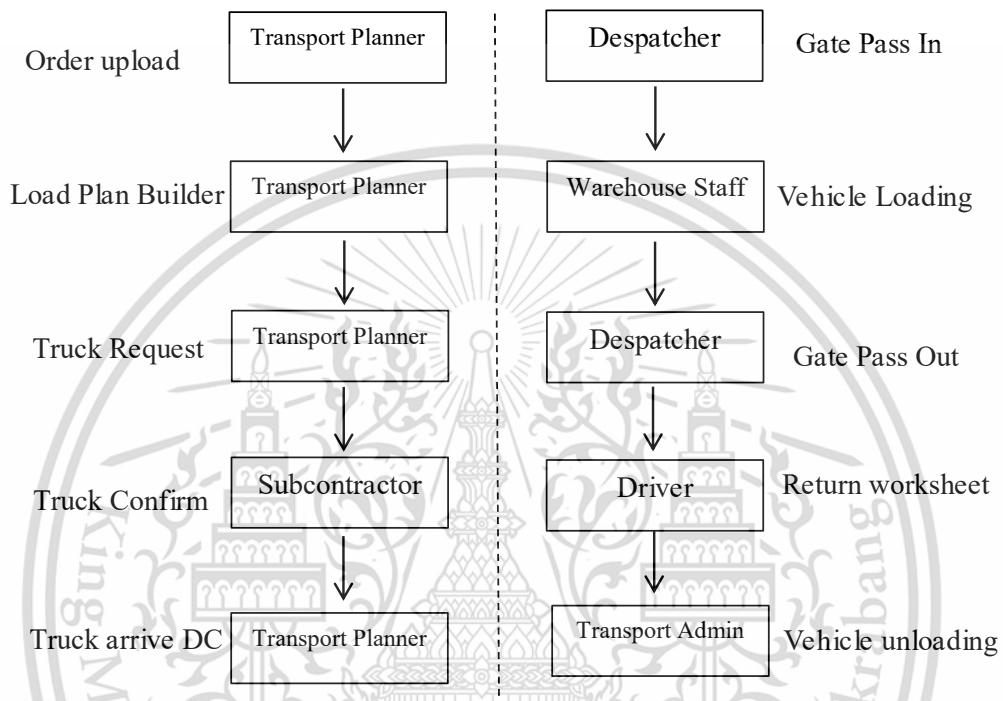 Order upload
Transport Planner
Load Plan Builder
Transport Planner
Truck Request
Transport Planner
Truck Confirm
Subcontractor
Truck arrive DC
Transport Planner
Despatcher
Gate Pass In
Warehouse Staff
Vehicle Loading
Despatcher
Gate Pass Out
Driver
Return worksheet
Transport Admin
Vehicle unloading
King M
krabang